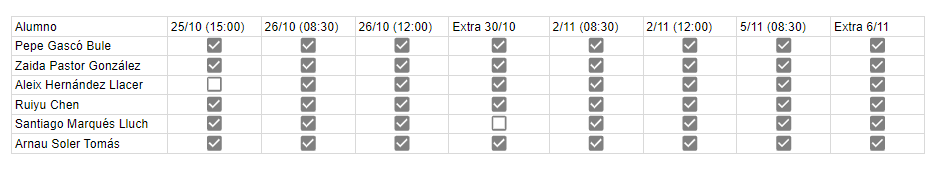 Alumno 25/10 (15:00) 26/10 (08:30) 26/10 (12:00) Extra 30/10 2/11 (08:30) 2/11 (12:00) 5/11 (08:30) Extra 6/11
Pepe Gascó Bule
Zaida Pastor González
Aleix Hernández Llacer
Ruiyu Chen
Santiago Marqués Lluch
Arnau Soler Tomás